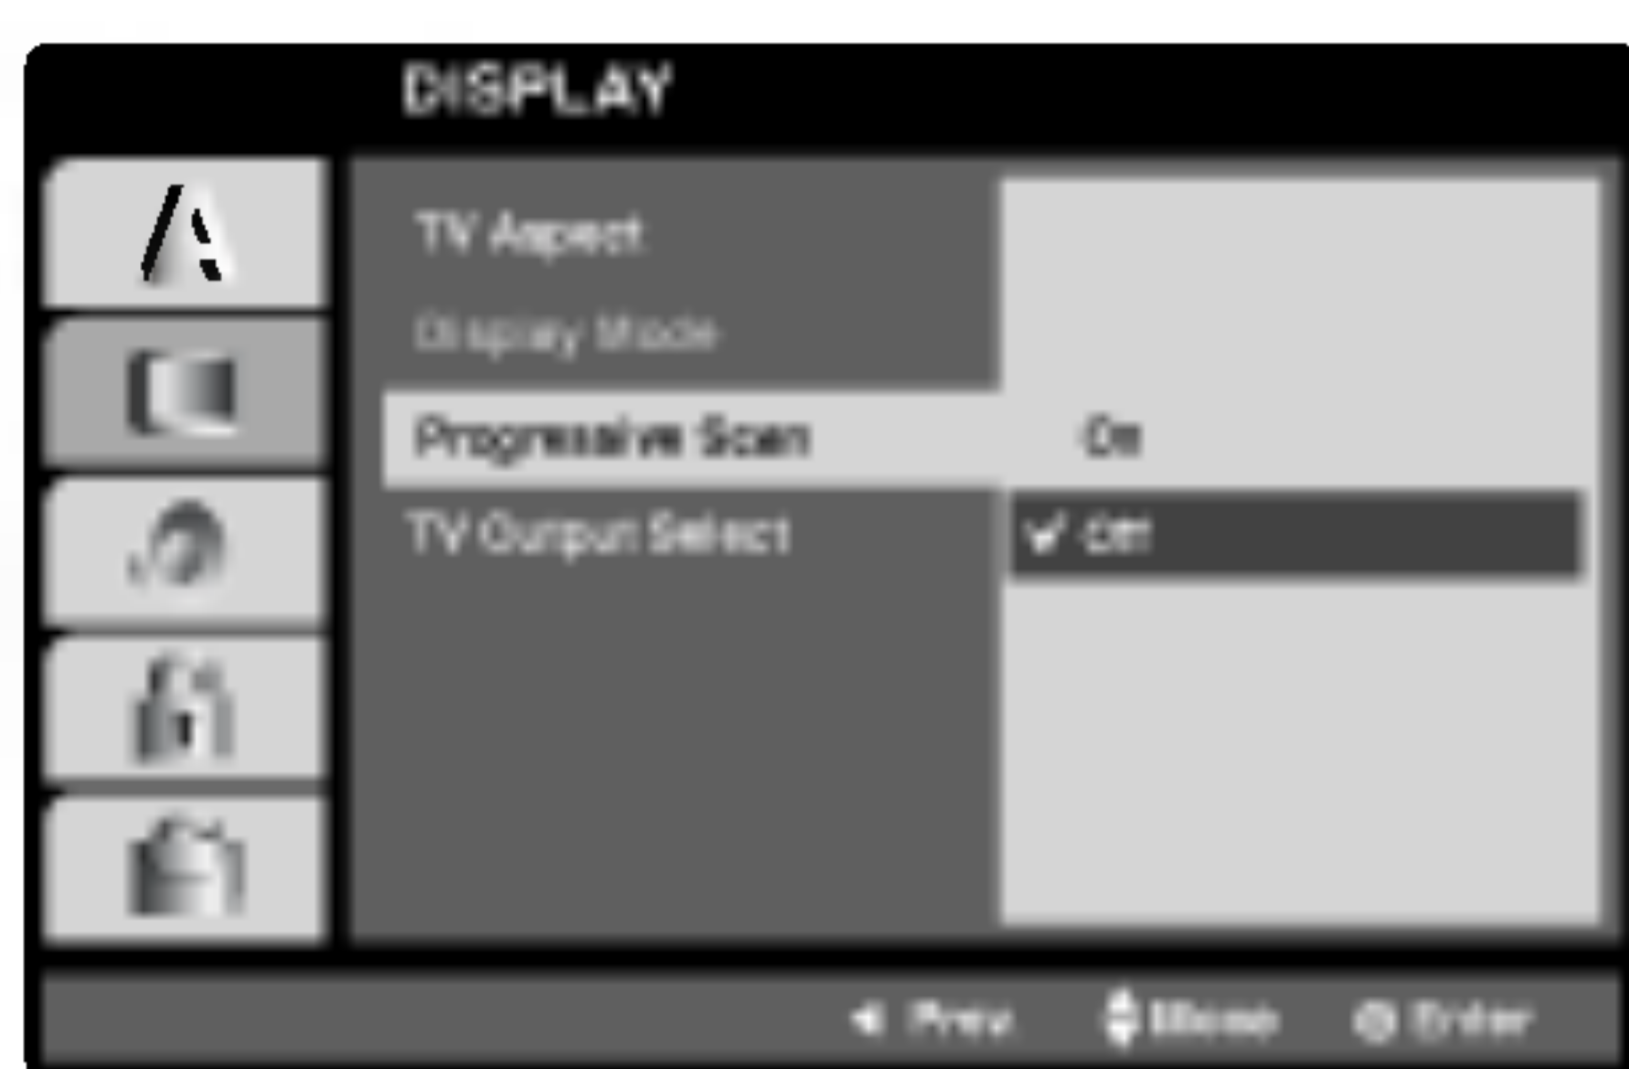 DISPLAY
TV Aspect
Display Mode
Progressive Scan On
TV Output Select ✔ Off
Prev. Move Enter